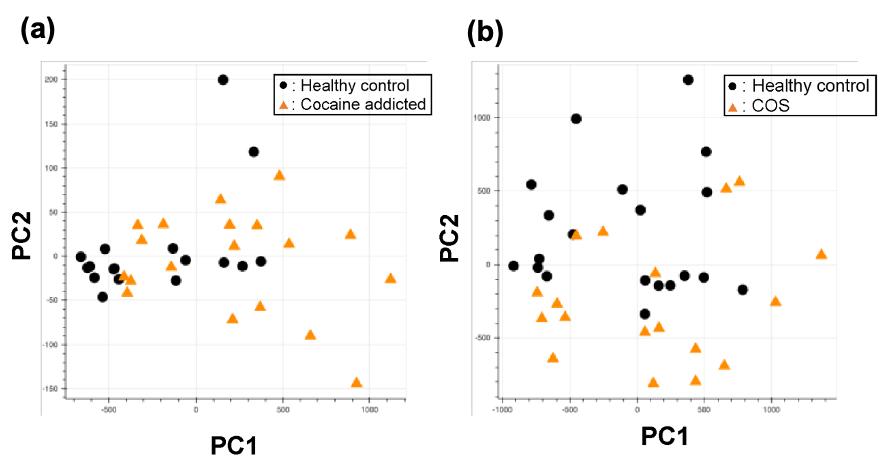 (a)
: Healthy control
: Cocaine addicted
200
150
100
50
0
-50
-100
-150
-500
0
500
1000
PC2
PC1
(b)
: Healthy control
: COS
1000
500
0
-500
-1000
-500
0
500
1000
PC2
PC1